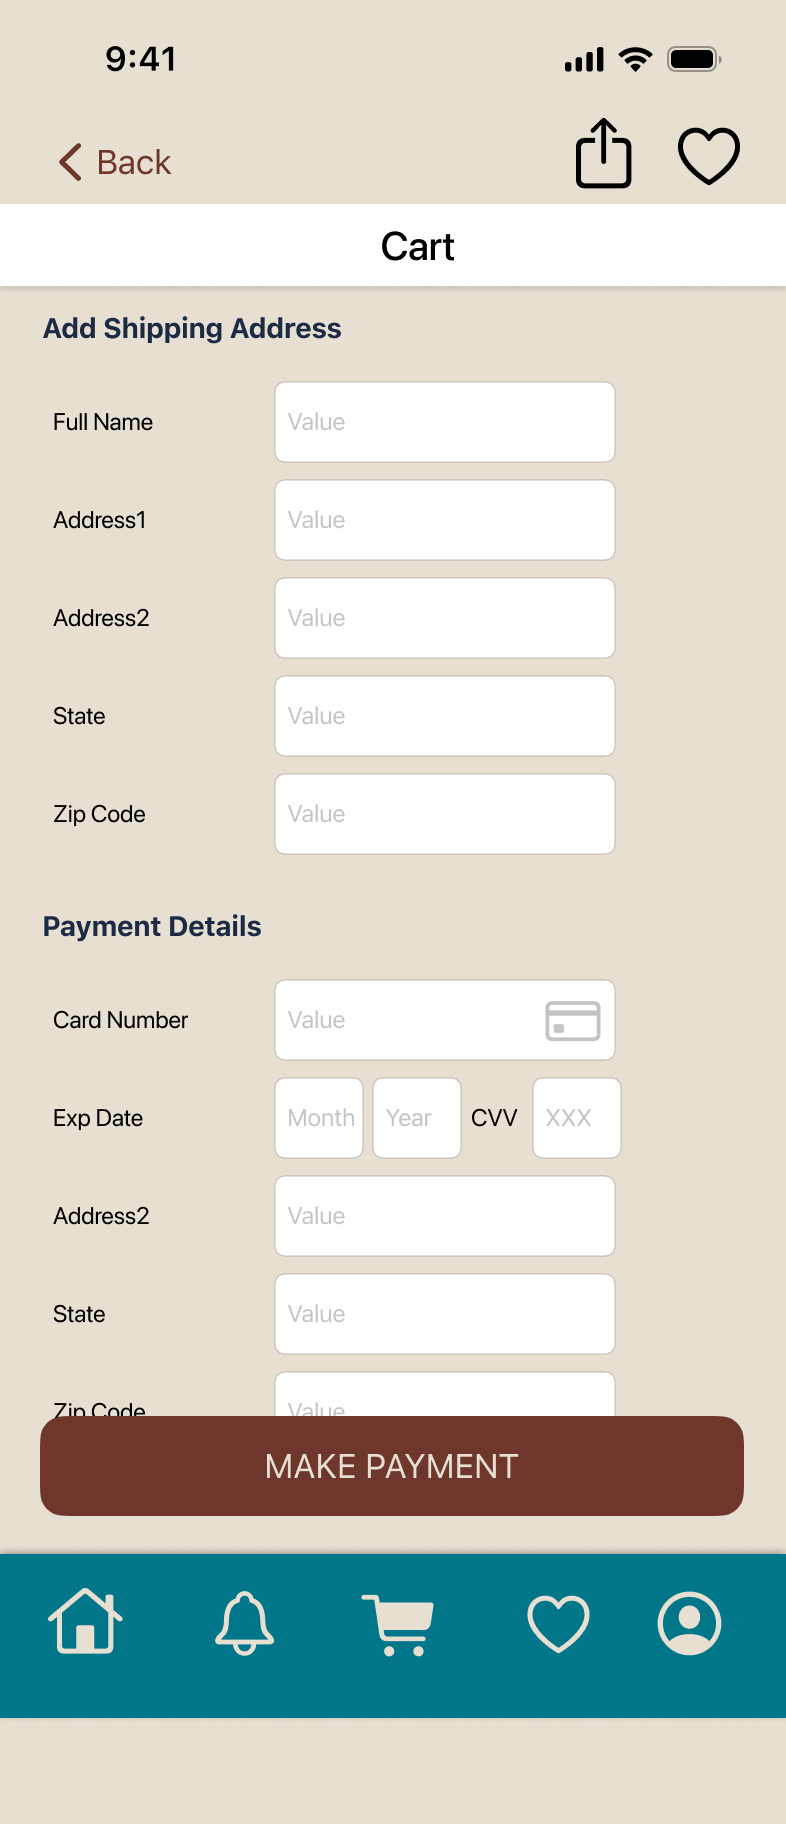 9:41
Back
Cart
Add Shipping Address
Full Name Value
Address1 Value
Address2 Value
State Value
Zip Code Value
Payment Details
Card Number Value
Exp Date Month Year CVV XXX
Address2 Value
State Value
Zip Code Value
MAKE PAYMENT